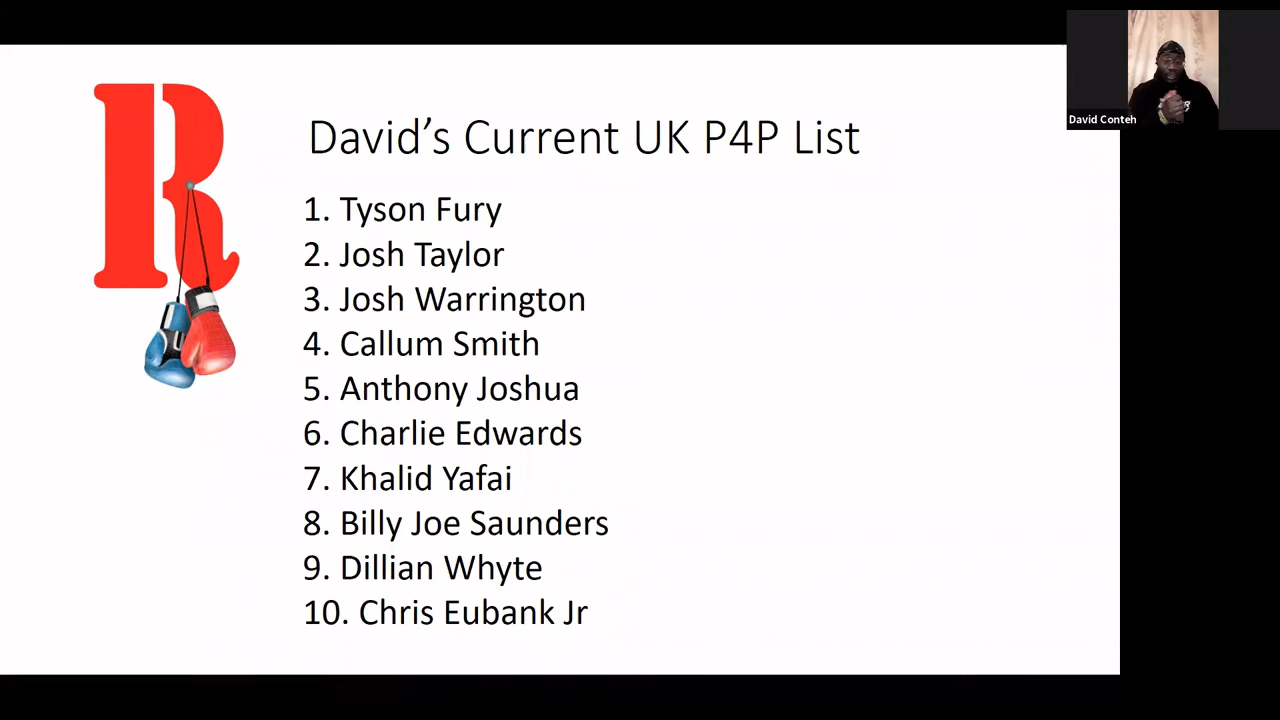 R
David's Current UK P4P List
1. Tyson Fury
2. Josh Taylor
3. Josh Warrington
4. Callum Smith
5. Anthony Joshua
6. Charlie Edwards
7. Khalid Yafai
8. Billy Joe Saunders
9. Dillian Whyte
10. Chris Eubank Jr
David Conteh